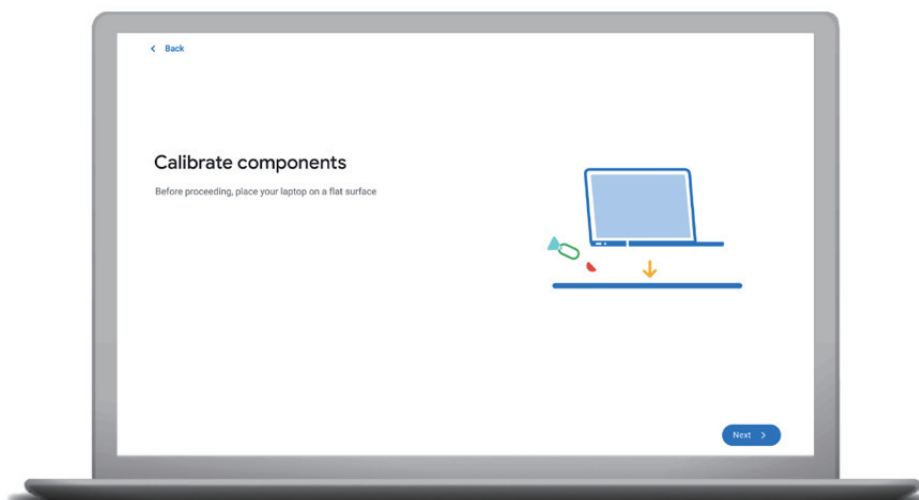 Back
Calibrate components
Before proceeding, place your laptop on a flat surface
Next